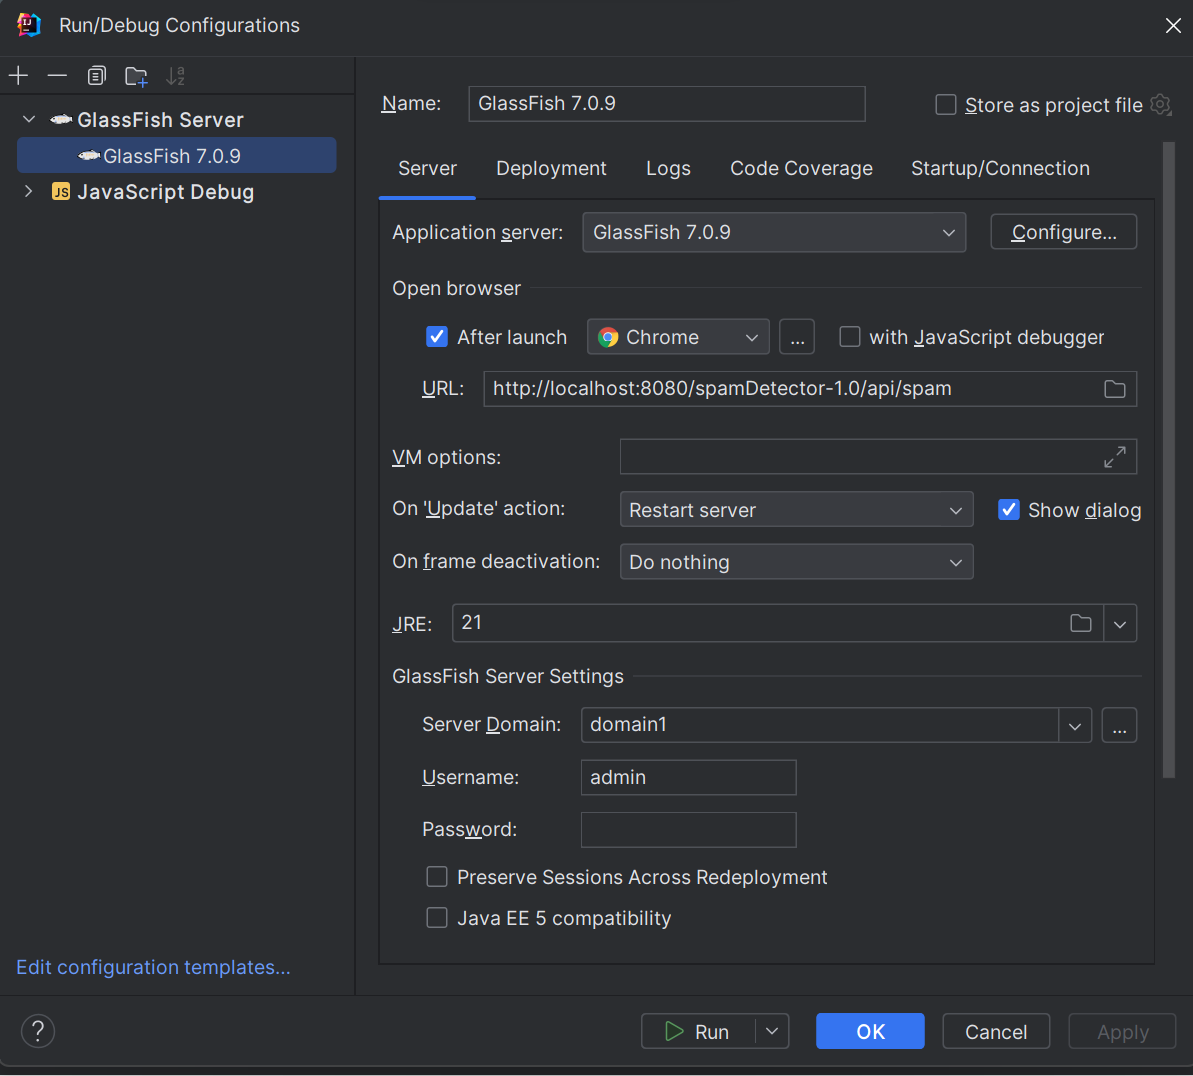 Run/Debug Configurations
GlassFish Server
GlassFish 7.0.9
JavaScript Debug
Edit configuration templates...
Name: GlassFish 7.0.9 Store as project file
Server Deployment Logs Code Coverage Startup/Connection
Application server: GlassFish 7.0.9 Configure...
Open browser
After launch Chrome ... with JavaScript debugger
URL: http://localhost:8080/spamDetector-1.0/api/spam
VM options:
On 'Update' action: Restart server Show dialog
On frame deactivation: Do nothing
JRE: 21
GlassFish Server Settings
Server Domain: domain1 ...
Username: admin
Password:
Preserve Sessions Across Redeployment
Java EE 5 compatibility
? Run OK Cancel Apply